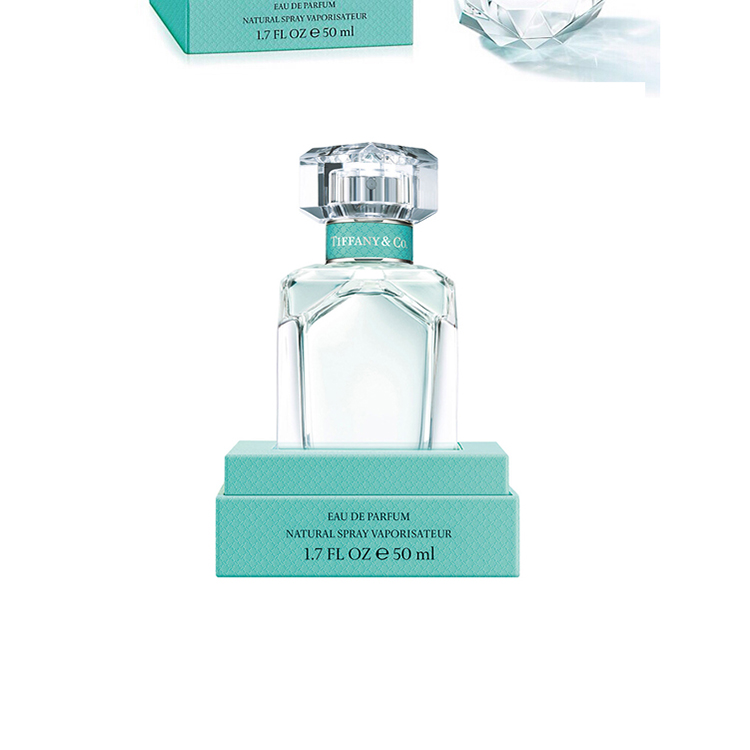 EAU DE PARFUM
NATURAL SPRAY VAPORISATEUR
1.7 FL OZ e 50 ml
TIFFANY & CO.
EAU DE PARFUM
NATURAL SPRAY VAPORISATEUR
1.7 FL OZ e 50 ml